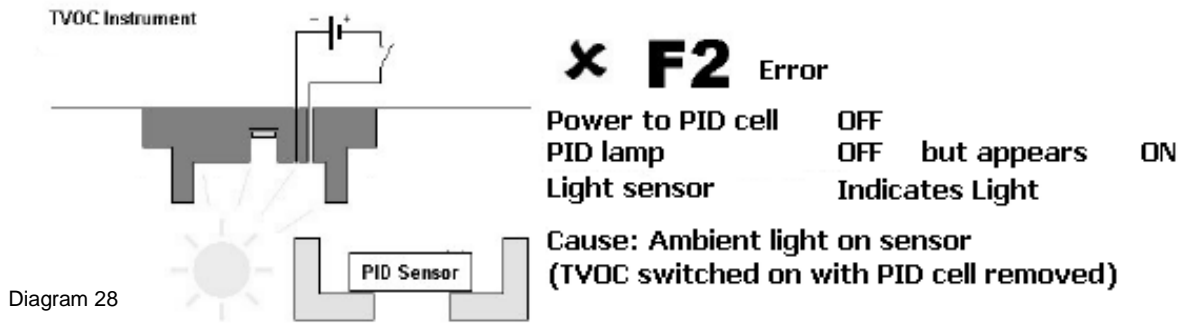 TVOC Instrument
- +
✗ F2 Error
Power to PID cell OFF
PID lamp OFF but appears ON
Light sensor Indicates Light
Cause: Ambient light on sensor
(TVOC switched on with PID cell removed)
PID Sensor
Diagram 28